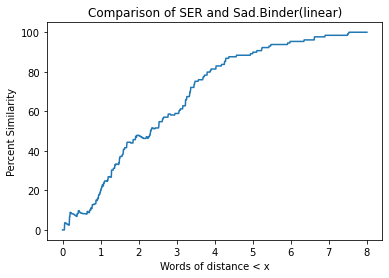 Comparison of SER and Sad.Binder(linear)
100
80
60
40
20
0
Percent Similarity
0 1 2 3 4 5 6 7 8
Words of distance < x